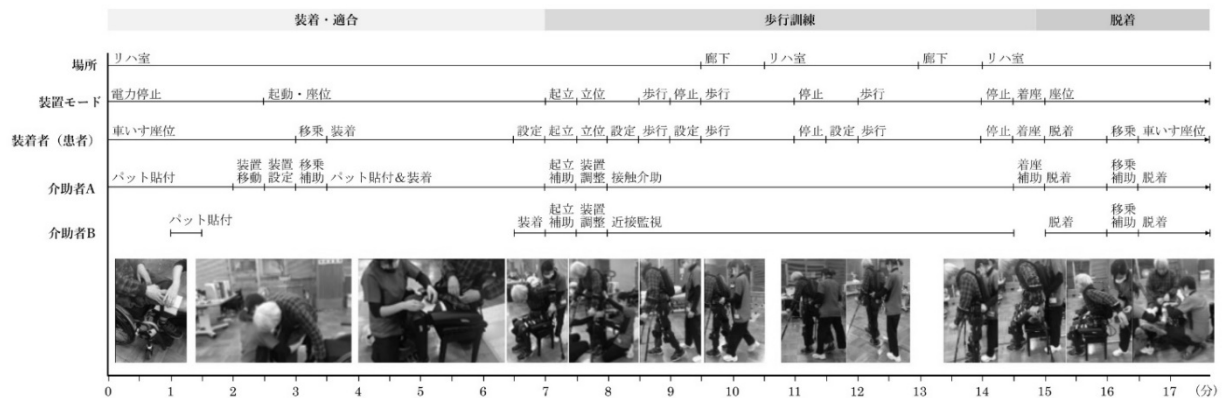 装着・適合 歩行訓練 脱着
場所 リハ室 廊下 リハ室 廊下 リハ室
装置モード 電力停止 起動・座位 起立 立位 歩行 停止 歩行 停止 歩行 停止 着座 座位
装着者（患者） 車いす座位 移乗 装着 設定 起立 立位 設定 歩行 設定 歩行 停止 設定 歩行 停止 着座 脱着 移乗 車いす座位
装置 装置 移乗 起立 装置 着座 移乗
介助者A パット貼付 移動 設定 補助 パット貼付&装着 補助 調整 接触介助 補助 脱着 補助 脱着
起立 装置 移乗
介助者B パット貼付 装着 補助 調整 近接監視 脱着 補助 脱着
0 1 2 3 4 5 6 7 8 9 10 11 12 13 14 15 16 17 (分)